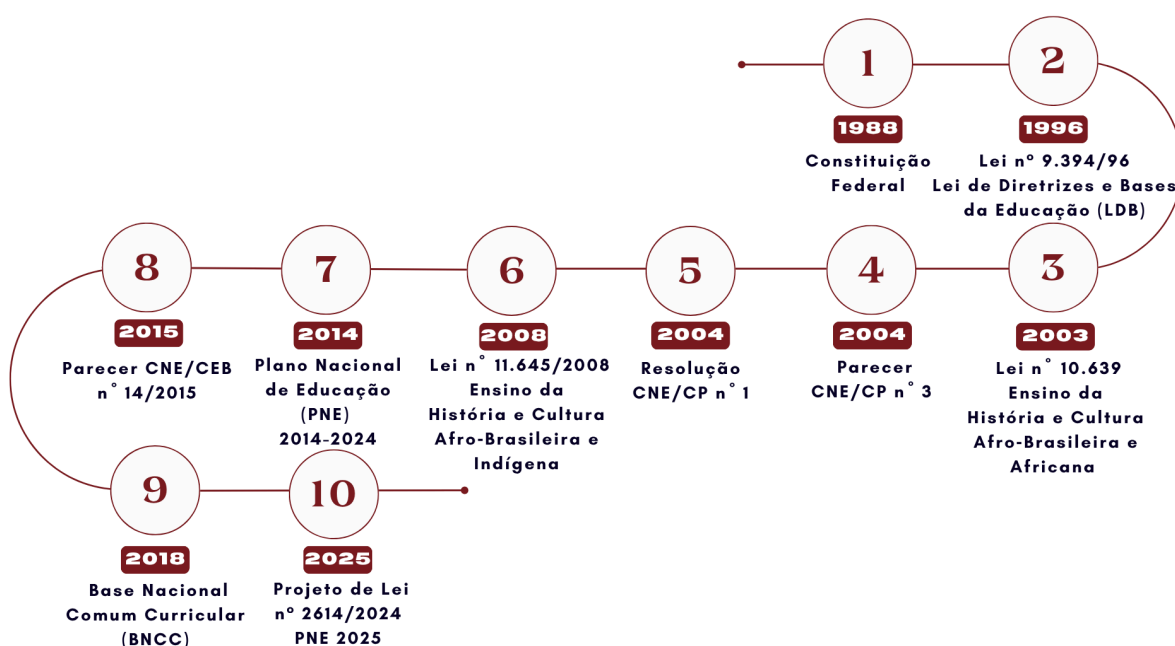 1
1988
Constituição
Federal
2
1996
Lei nº 9.394/96
Lei de Diretrizes e Bases
da Educação (LDB)
3
2003
Lei n° 10.639
Ensino da
História e Cultura
Afro-Brasileira e
Africana
4
2004
Parecer
CNE/CP n° 3
5
2004
Resolução
CNE/CP n° 1
6
2008
Lei n° 11.645/2008
Ensino da
História e Cultura
Afro-Brasileira e
Indígena
7
2014
Plano Nacional
de Educação
(PNE)
2014-2024
8
2015
Parecer CNE/CEB
n° 14/2015
9
2018
Base Nacional
Comum Curricular
(BNCC)
10
2025
Projeto de Lei
nº 2614/2024
PNE 2025